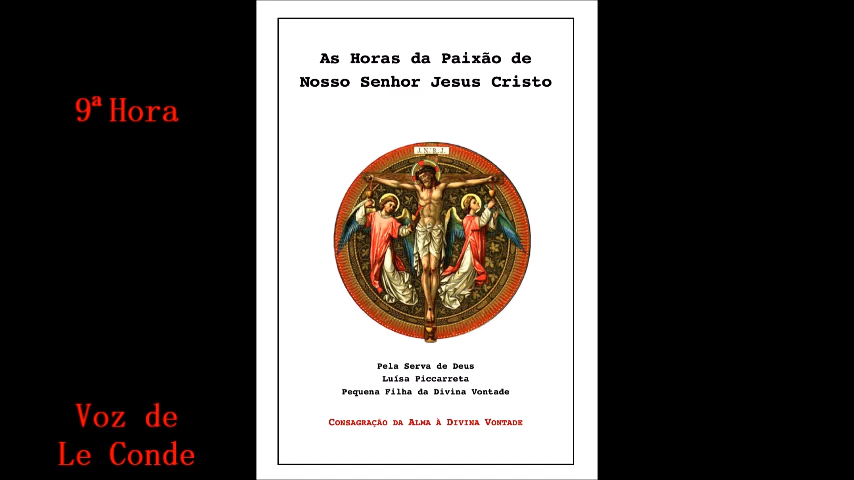 9ª Hora
As Horas da Paixão de
Nosso Senhor Jesus Cristo
I.N.R.I.
Pela Serva de Deus
Luísa Piccarreta
Pequena Filha da Divina Vontade
Consagração da Alma à Divina Vontade
Voz de
Le Conde